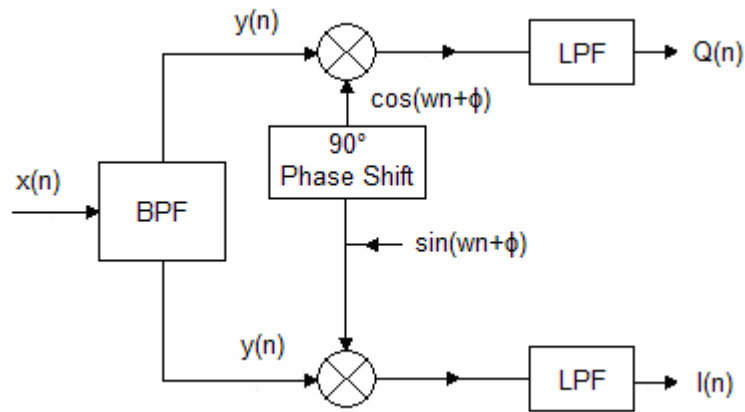 y(n)
LPF
Q(n)
cos(wn+ϕ)
90°
Phase Shift
x(n)
BPF
sin(wn+ϕ)
y(n)
LPF
I(n)